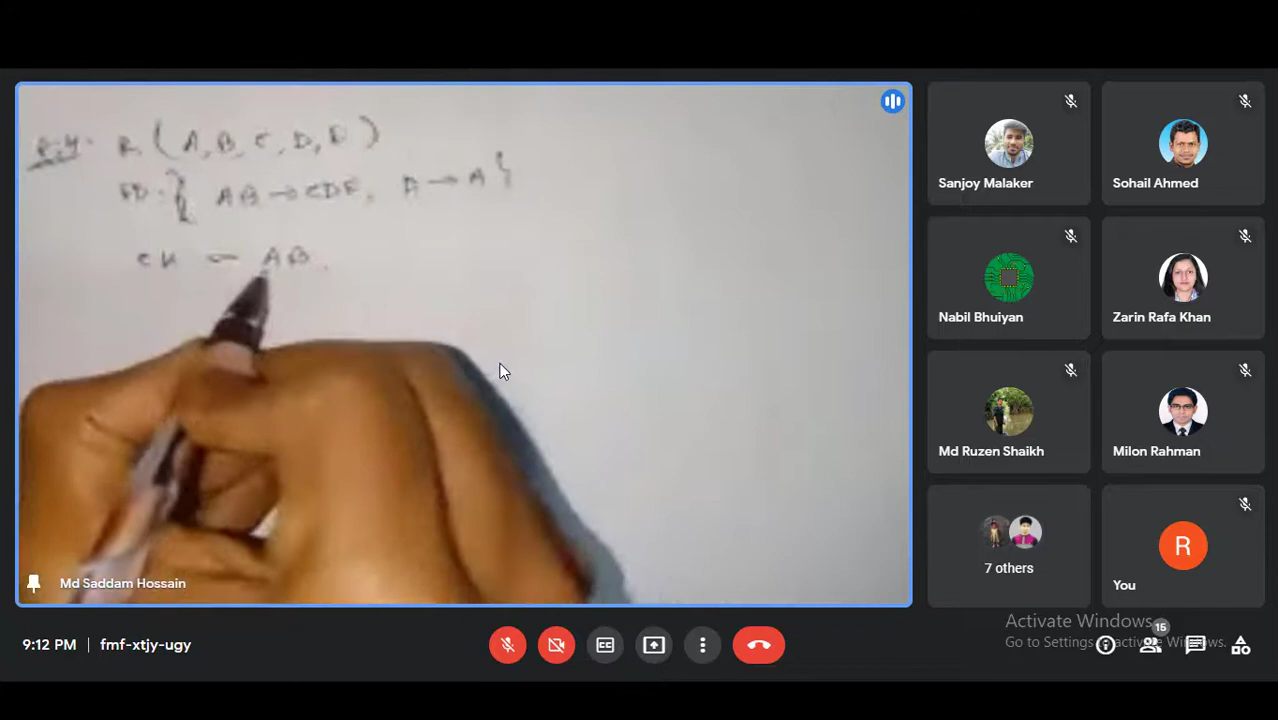 R ( A, B, C, D, E )
FD: { AB → CDE, D → A }
CK — AB.
Md Saddam Hossain
Sanjoy Malaker
Sohail Ahmed
Nabil Bhuiyan
Zarin Rafa Khan
Md Ruzen Shaikh
Milon Rahman
7 others
R
You
9:12 PM | fmf-xtjy-ugy
CC
15
Activate Windows
Go to Settings to activate Windows.